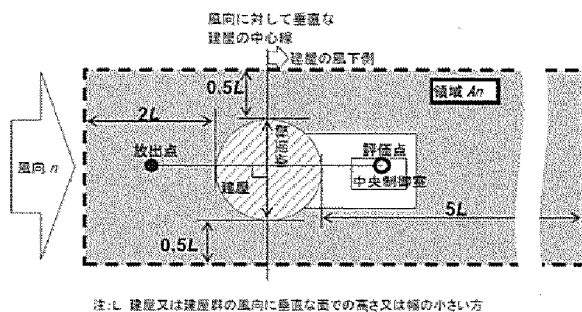 風向に対して垂直な
建屋の中心線
建屋の風下側
0.5L
領域 An
2L
風向 n
放出点
建屋
評価点
中央制御室
5L
0.5L
注:L 建屋又は建屋群の風向に垂直な面での高さ又は幅の小さい方